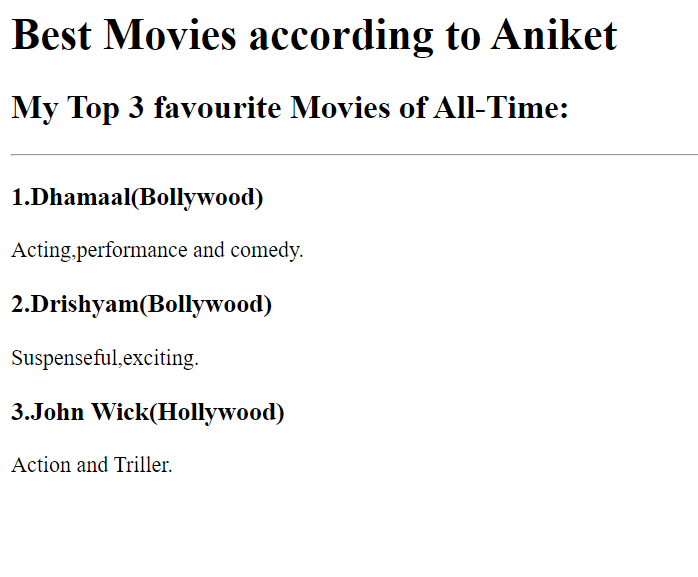 Best Movies according to Aniket
My Top 3 favourite Movies of All-Time:
1.Dhamaal(Bollywood)
Acting,performance and comedy.
2.Drishyam(Bollywood)
Suspenseful,exciting.
3.John Wick(Hollywood)
Action and Triller.